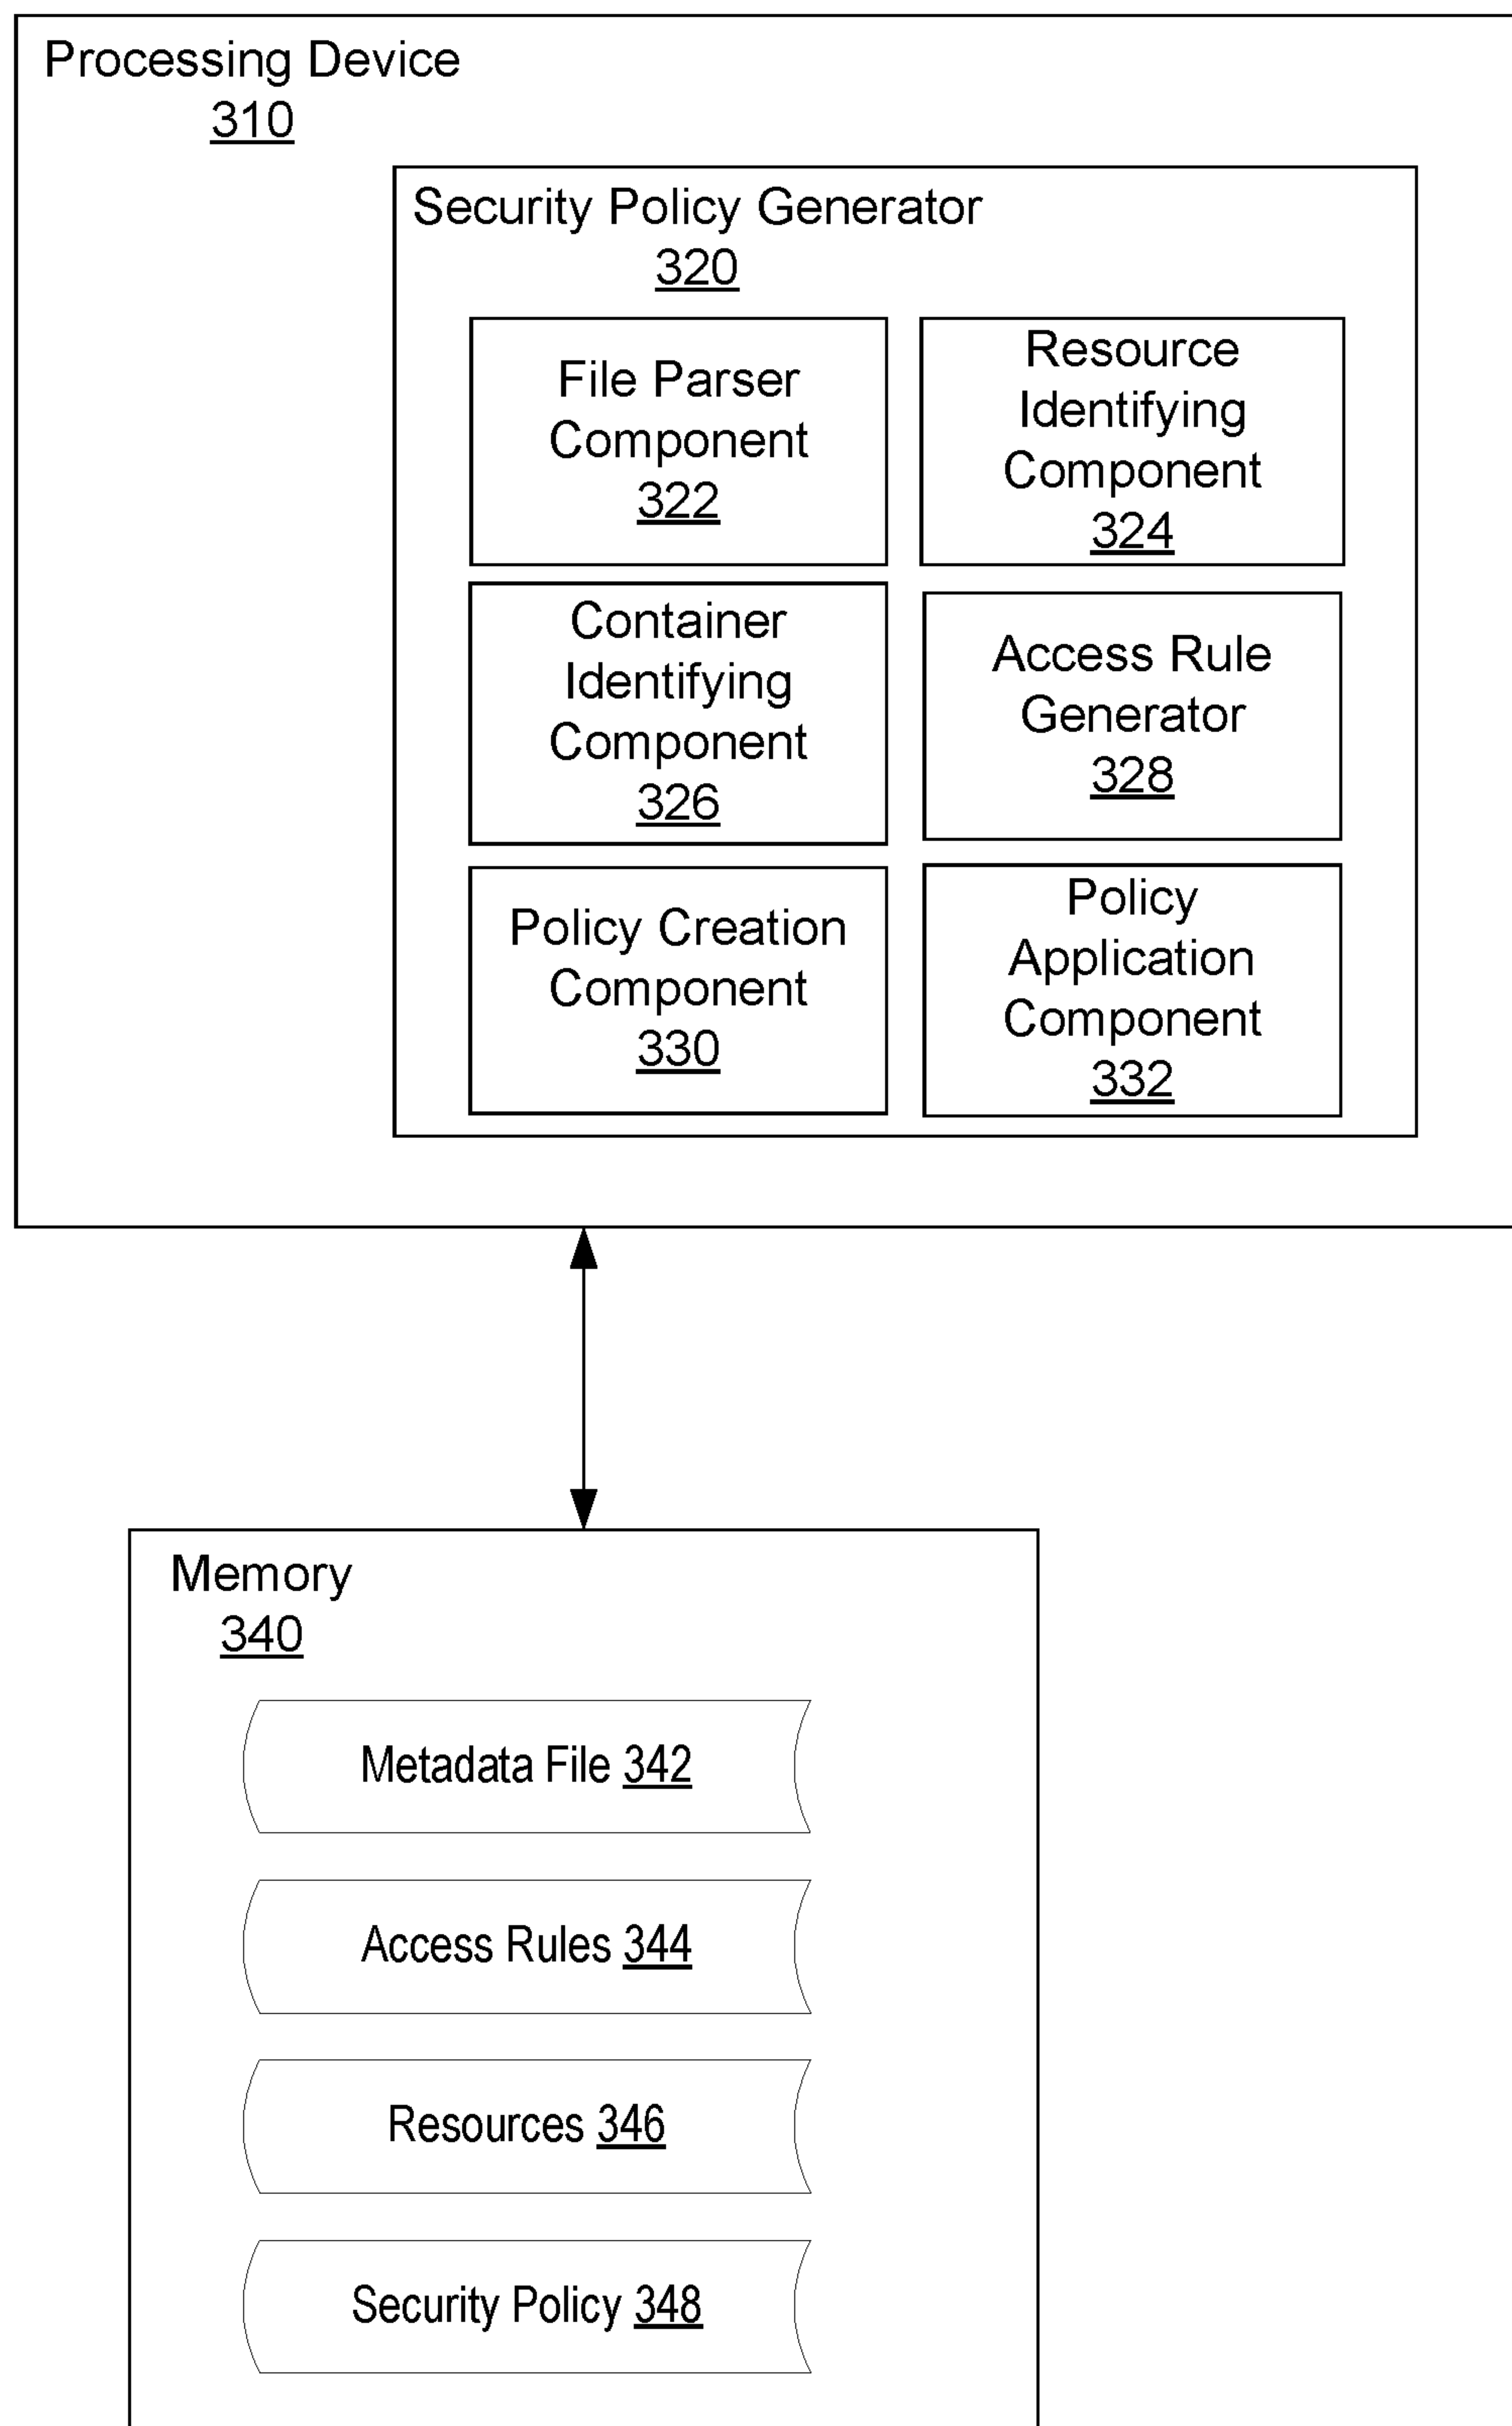 Processing Device
310
Security Policy Generator
320
File Parser
Component
322
Resource
Identifying
Component
324
Container
Identifying
Component
326
Access Rule
Generator
328
Policy Creation
Component
330
Policy
Application
Component
332
Memory
340
Metadata File 342
Access Rules 344
Resources 346
Security Policy 348